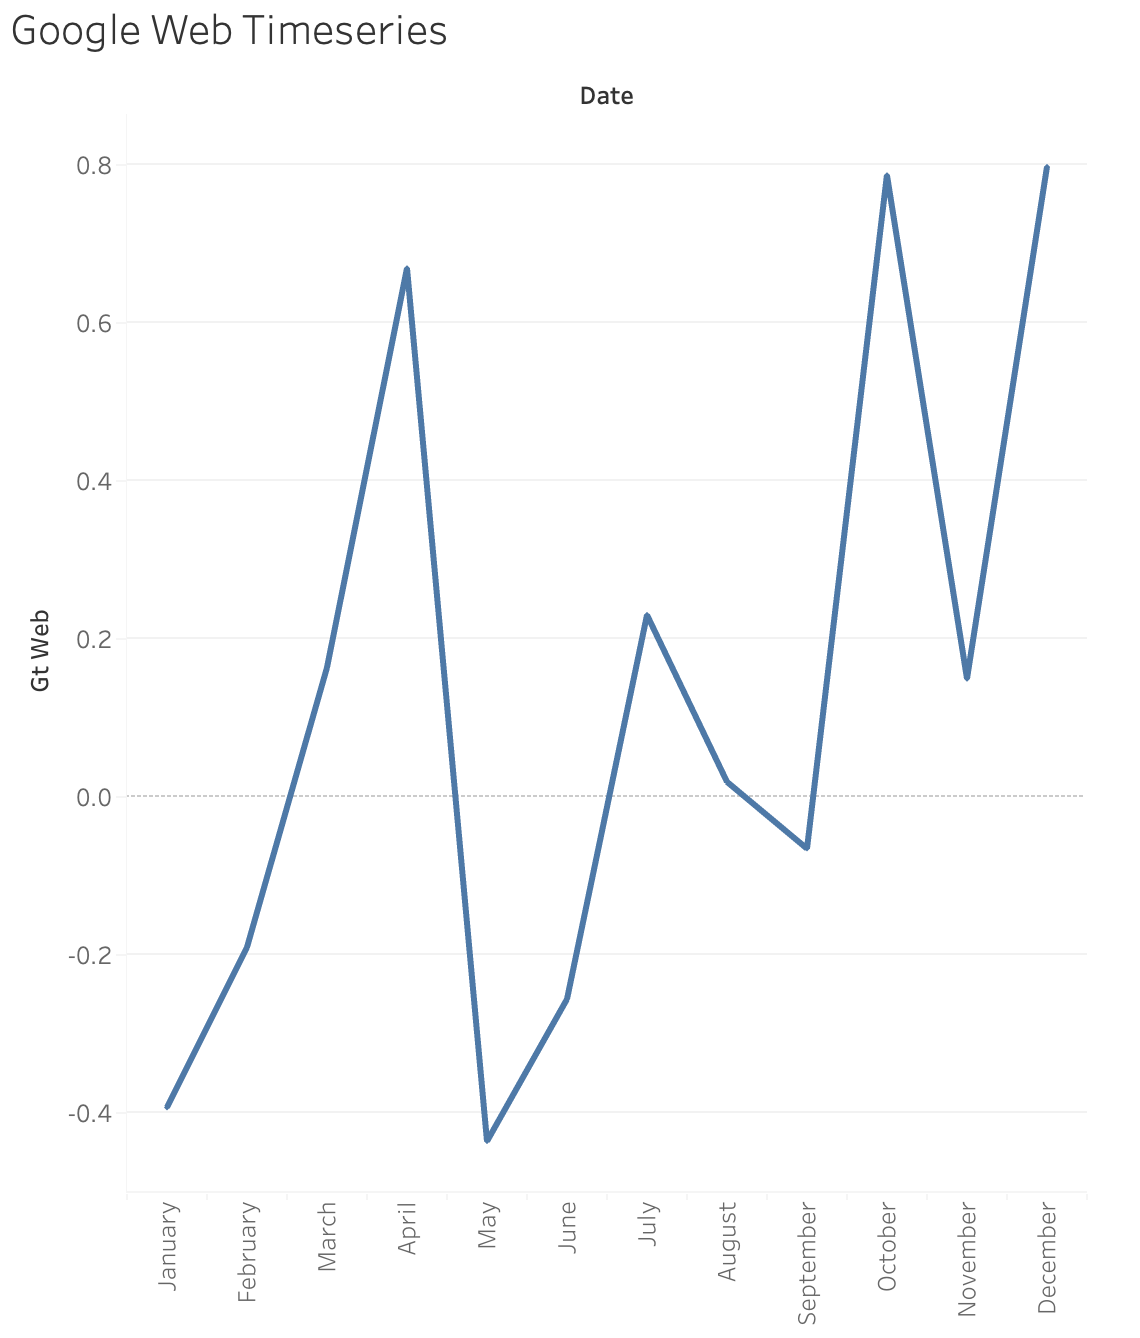 Google Web Timeseries
Date
0.8
0.6
0.4
0.2
0.0
-0.2
-0.4
Gt Web
January
February
March
April
May
June
July
August
September
October
November
December